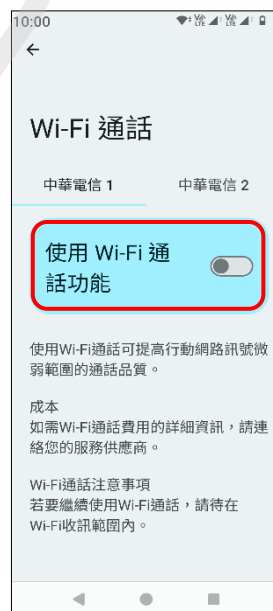 10:00
Wi-Fi 通話
中華電信 1 中華電信 2
使用 Wi-Fi 通
話功能
使用Wi-Fi通話可提高行動網路訊號微
弱範圍的通話品質。
成本
如需Wi-Fi通話費用的詳細資訊，請連
絡您的服務供應商。
Wi-Fi通話注意事項
若要繼續使用Wi-Fi通話，請待在
Wi-Fi收訊範圍內。